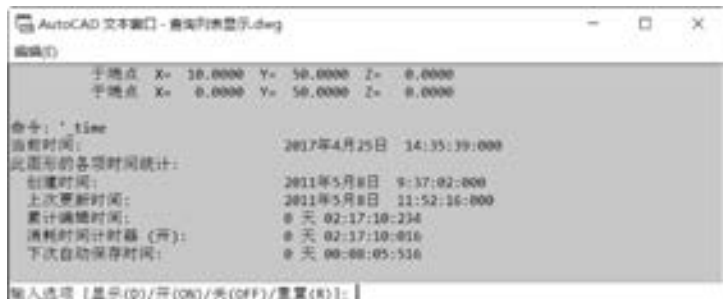 AutoCAD 文本窗口 - 查询列表显示.dwg
编辑(E)
于端点 X= 10.0000 Y= 50.0000 Z= 0.0000
于端点 X= 0.0000 Y= 50.0000 Z= 0.0000
命令: '_time
当前时间: 2017年4月25日 14:35:39:000
此图形的各项时间统计:
创建时间: 2011年5月8日 9:37:02:000
上次更新时间: 2011年5月8日 11:52:16:000
累计编辑时间: 0 天 02:17:10:234
消耗时间计时器 (开): 0 天 02:17:10:016
下次自动保存时间: 0 天 00:08:05:516
输入选项 [显示(D)/开(ON)/关(OFF)/重置(R)]: